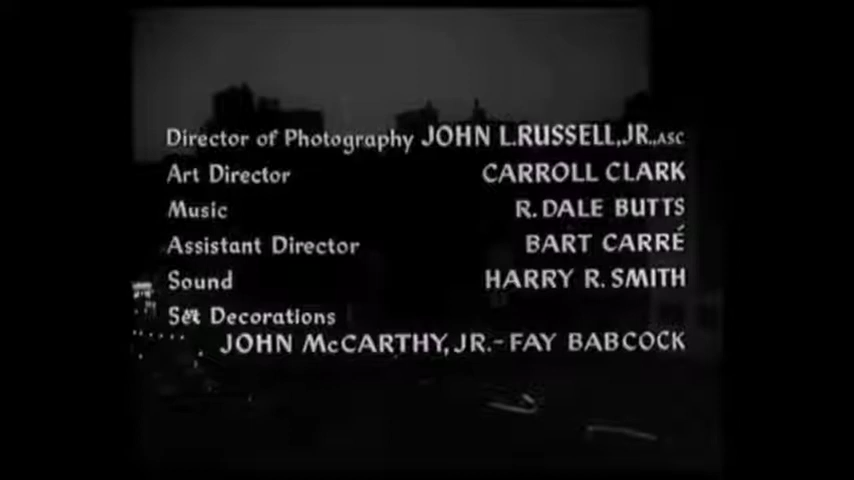 Director of Photography JOHN L. RUSSELL, JR., ASC
Art Director CARROLL CLARK
Music R. DALE BUTTS
Assistant Director BART CARRÉ
Sound HARRY R. SMITH
Set Decorations
JOHN McCARTHY, JR. - FAY BABCOCK